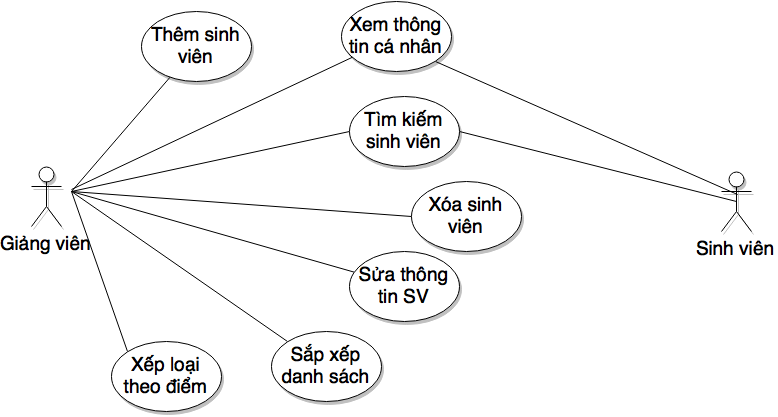 Thêm sinh
viên
Xem thông
tin cá nhân
Tìm kiếm
sinh viên
Xóa sinh
viên
Giảng viên
Sinh viên
Sửa thông
tin SV
Sắp xếp
danh sách
Xếp loại
theo điểm